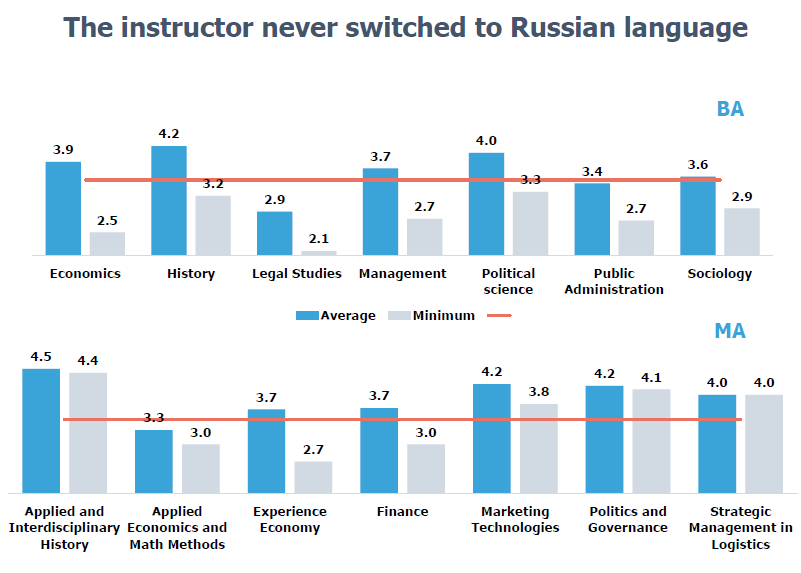 The instructor never switched to Russian language
BA
3.9 2.5 4.2 3.2 2.9 2.1 3.7 2.7 4.0 3.3 3.4 2.7 3.6 2.9
Economics History Legal Studies Management Political Public Sociology
science Administration
Average Minimum
MA
4.5 4.4 3.3 3.0 3.7 2.7 3.7 3.0 4.2 3.8 4.2 4.1 4.0 4.0
Applied and Applied Experience Finance Marketing Politics and Strategic
Interdisciplinary Economics and Economy Technologies Governance Management in
History Math Methods Logistics